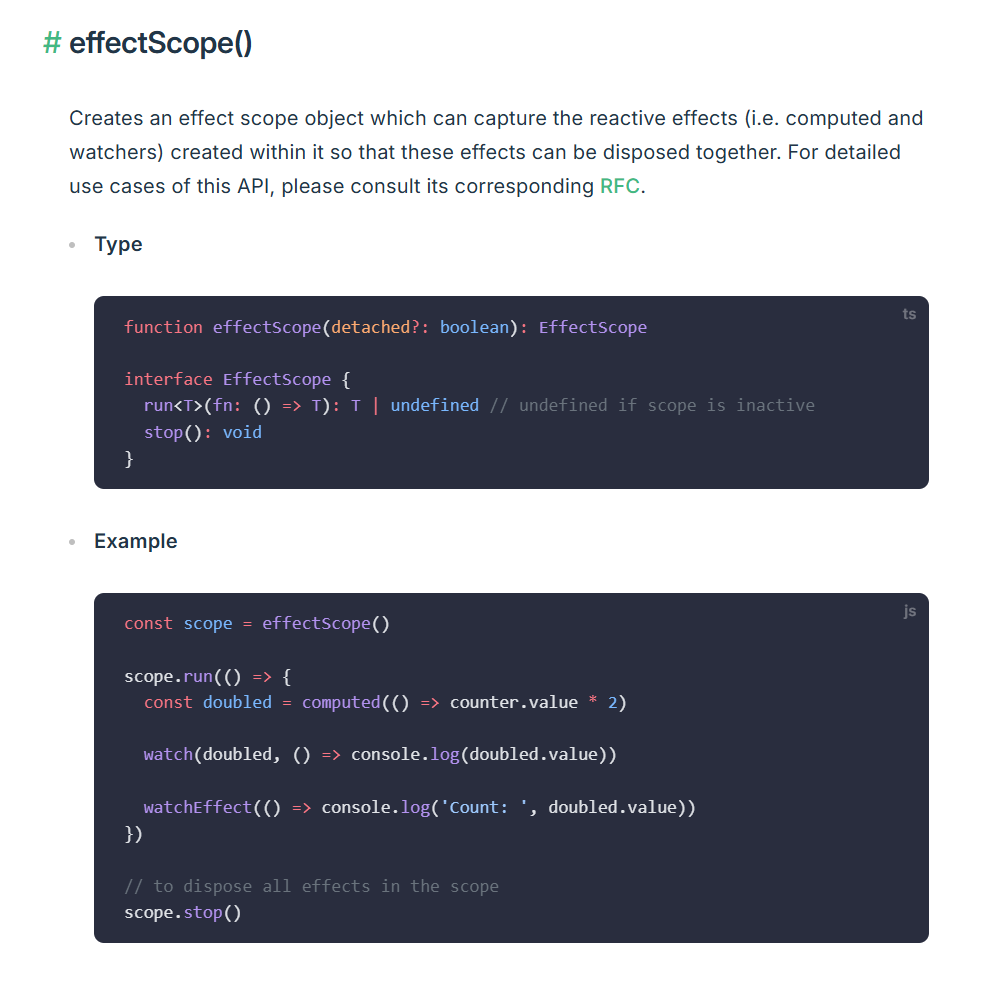 # effectScope()
Creates an effect scope object which can capture the reactive effects (i.e. computed and
watchers) created within it so that these effects can be disposed together. For detailed
use cases of this API, please consult its corresponding RFC.
• Type
ts
function effectScope(detached?: boolean): EffectScope
interface EffectScope {
  run<T>(fn: () => T): T | undefined // undefined if scope is inactive
  stop(): void
}
• Example
js
const scope = effectScope()
scope.run(() => {
  const doubled = computed(() => counter.value * 2)
  watch(doubled, () => console.log(doubled.value))
  watchEffect(() => console.log('Count: ', doubled.value))
})
// to dispose all effects in the scope
scope.stop()